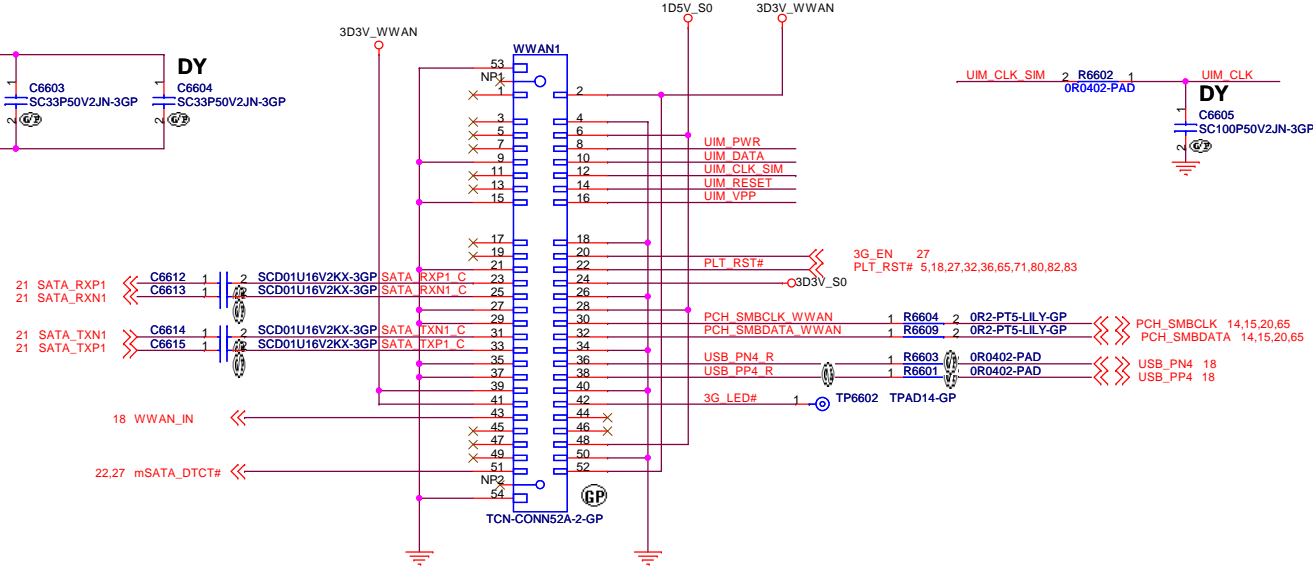 1D5V_S0 3D3V_WWAN
3D3V_WWAN
WWAN1
DY
1 C6603 1 C6604
SC33P50V2JN-3GP SC33P50V2JN-3GP
2 2
UIM_CLK_SIM 2 R6602 1 UIM_CLK
0R0402-PAD
DY
1 C6605
SC100P50V2JN-3GP
2
53
NP1
1 2
3 4
5 6
7 8 UIM_PWR
9 10 UIM_DATA
11 12 UIM_CLK_SIM
13 14 UIM_RESET
15 16 UIM_VPP
17 18
19 20 3G_EN 27
21 22 PLT_RST# PLT_RST# 5,18,27,32,36,65,71,80,82,83
21 SATA_RXP1 C6612 1 2 SCD01U16V2KX-3GP SATA_RXP1_C 23 24 3D3V_S0
21 SATA_RXN1 C6613 1 2 SCD01U16V2KX-3GP SATA_RXN1_C 25 26
27 28
29 30 PCH_SMBCLK_WWAN 1 R6604 2 0R2-PT5-LILY-GP PCH_SMBCLK 14,15,20,65
21 SATA_TXN1 C6614 1 2 SCD01U16V2KX-3GP SATA_TXN1_C 31 32 PCH_SMBDATA_WWAN 1 R6609 2 0R2-PT5-LILY-GP PCH_SMBDATA 14,15,20,65
21 SATA_TXP1 C6615 1 2 SCD01U16V2KX-3GP SATA_TXP1_C 33 34
35 36 USB_PN4_R 1 R6603 2 0R0402-PAD USB_PN4 18
37 38 USB_PP4_R 1 R6601 2 0R0402-PAD USB_PP4 18
39 40
41 42 3G_LED# 1 TP6602 TPAD14-GP
18 WWAN_IN 43 44
45 46
47 48
49 50
22,27 mSATA_DTCT# 51 52
NP2
54 GP
TCN-CONN52A-2-GP